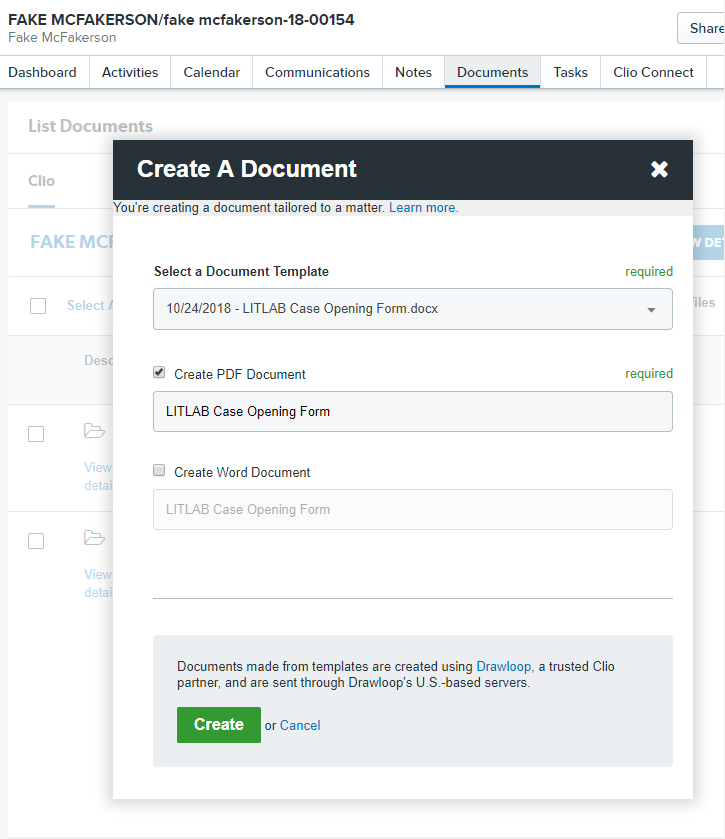 FAKE MCFAKERSON/fake mcfakerson-18-00154
Fake McFakerson
Share
Dashboard Activities Calendar Communications Notes Documents Tasks Clio Connect
List Documents
Create A Document
Clio
You're creating a document tailored to a matter. Learn more.
FAKE MCF
W DET
Select a Document Template required
Select A
10/24/2018 - LITLAB Case Opening Form.docx
iles
Desc
Create PDF Document required
LITLAB Case Opening Form
View
detai
Create Word Document
LITLAB Case Opening Form
View
detai
Documents made from templates are created using Drawloop, a trusted Clio
partner, and are sent through Drawloop's U.S.-based servers.
Create or Cancel